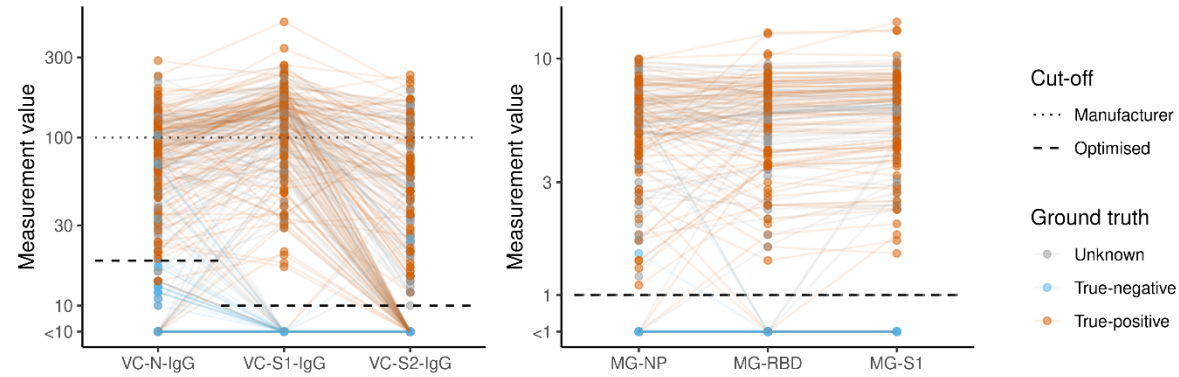 Measurement value
300
100
30
10
<10
VC-N-IgG
VC-S1-IgG
VC-S2-IgG
Measurement value
10
3
1
<1
MG-NP
MG-RBD
MG-S1
Cut-off
Manufacturer
Optimised
Ground truth
Unknown
True-negative
True-positive